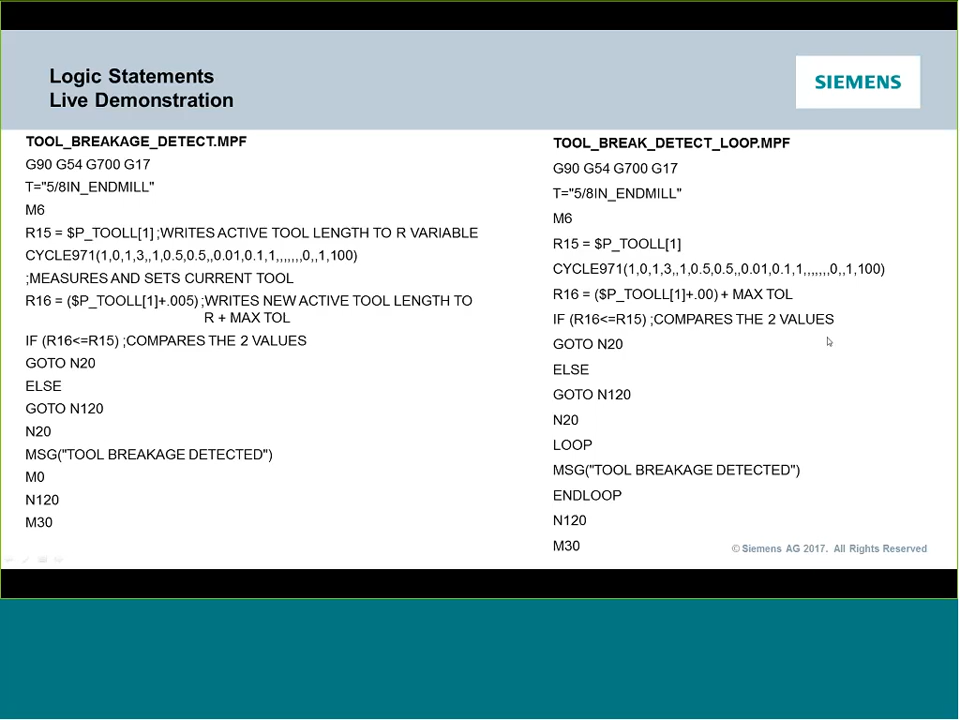 Logic Statements
Live Demonstration
SIEMENS
TOOL_BREAKAGE_DETECT.MPF
G90 G54 G700 G17
T="5/8IN_ENDMILL"
M6
R15 = $P_TOOLL[1] ;WRITES ACTIVE TOOL LENGTH TO R VARIABLE
CYCLE971(1,0,1,3,,1,0.5,0.5,,0.01,0.1,1,,,,,,,0,,1,100)
;MEASURES AND SETS CURRENT TOOL
R16 = ($P_TOOLL[1]+.005) ;WRITES NEW ACTIVE TOOL LENGTH TO
R + MAX TOL
IF (R16<=R15) ;COMPARES THE 2 VALUES
GOTO N20
ELSE
GOTO N120
N20
MSG("TOOL BREAKAGE DETECTED")
M0
N120
M30
TOOL_BREAK_DETECT_LOOP.MPF
G90 G54 G700 G17
T="5/8IN_ENDMILL"
M6
R15 = $P_TOOLL[1]
CYCLE971(1,0,1,3,,1,0.5,0.5,,0.01,0.1,1,,,,,,,0,,1,100)
R16 = ($P_TOOLL[1]+.00) + MAX TOL
IF (R16<=R15) ;COMPARES THE 2 VALUES
GOTO N20
ELSE
GOTO N120
N20
LOOP
MSG("TOOL BREAKAGE DETECTED")
ENDLOOP
N120
M30
© Siemens AG 2017. All Rights Reserved